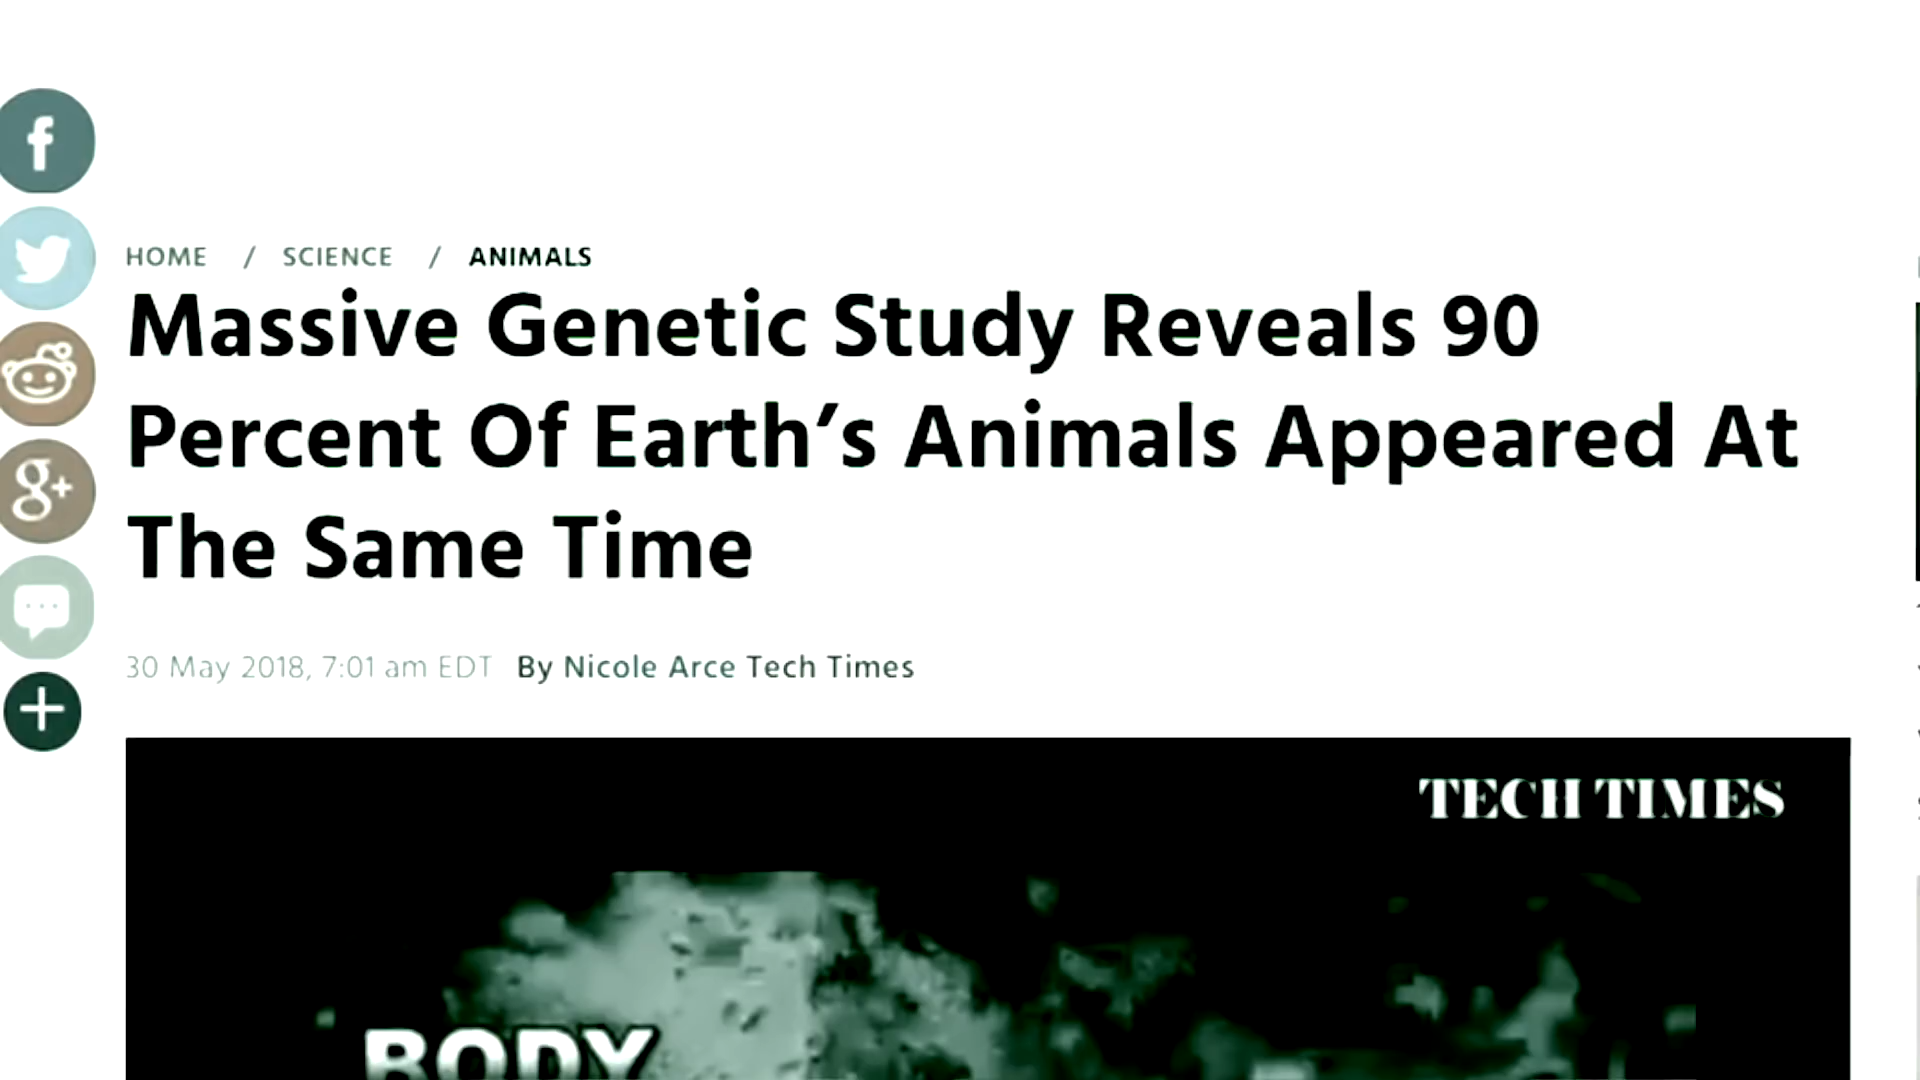 HOME / SCIENCE / ANIMALS
Massive Genetic Study Reveals 90
Percent Of Earth’s Animals Appeared At
The Same Time
30 May 2018, 7:01 am EDT By Nicole Arce Tech Times
TECH TIMES
BODY